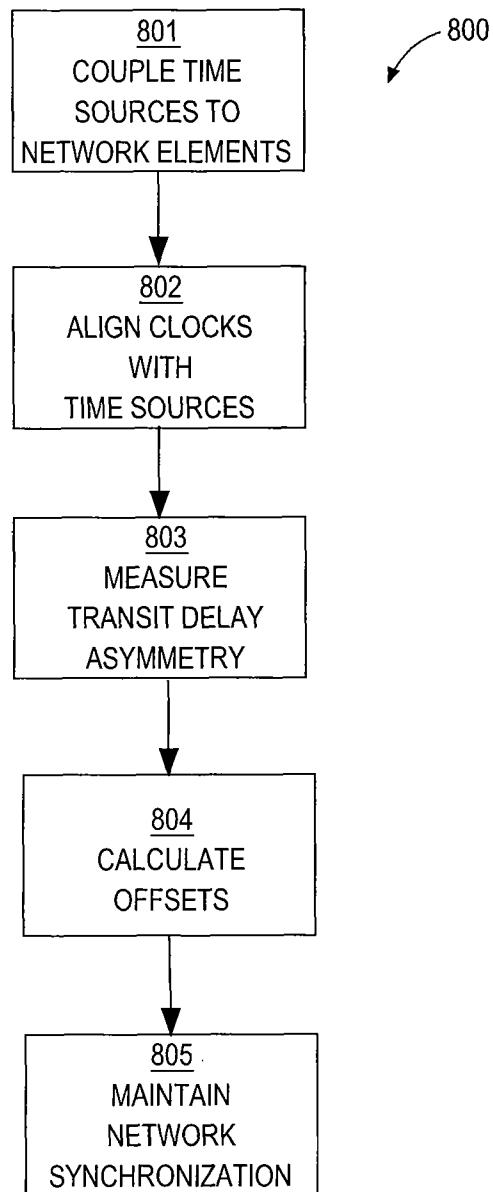 801
COUPLE TIME
SOURCES TO
NETWORK ELEMENTS
800
802
ALIGN CLOCKS
WITH
TIME SOURCES
803
MEASURE
TRANSIT DELAY
ASYMMETRY
804
CALCULATE
OFFSETS
805
MAINTAIN
NETWORK
SYNCHRONIZATION